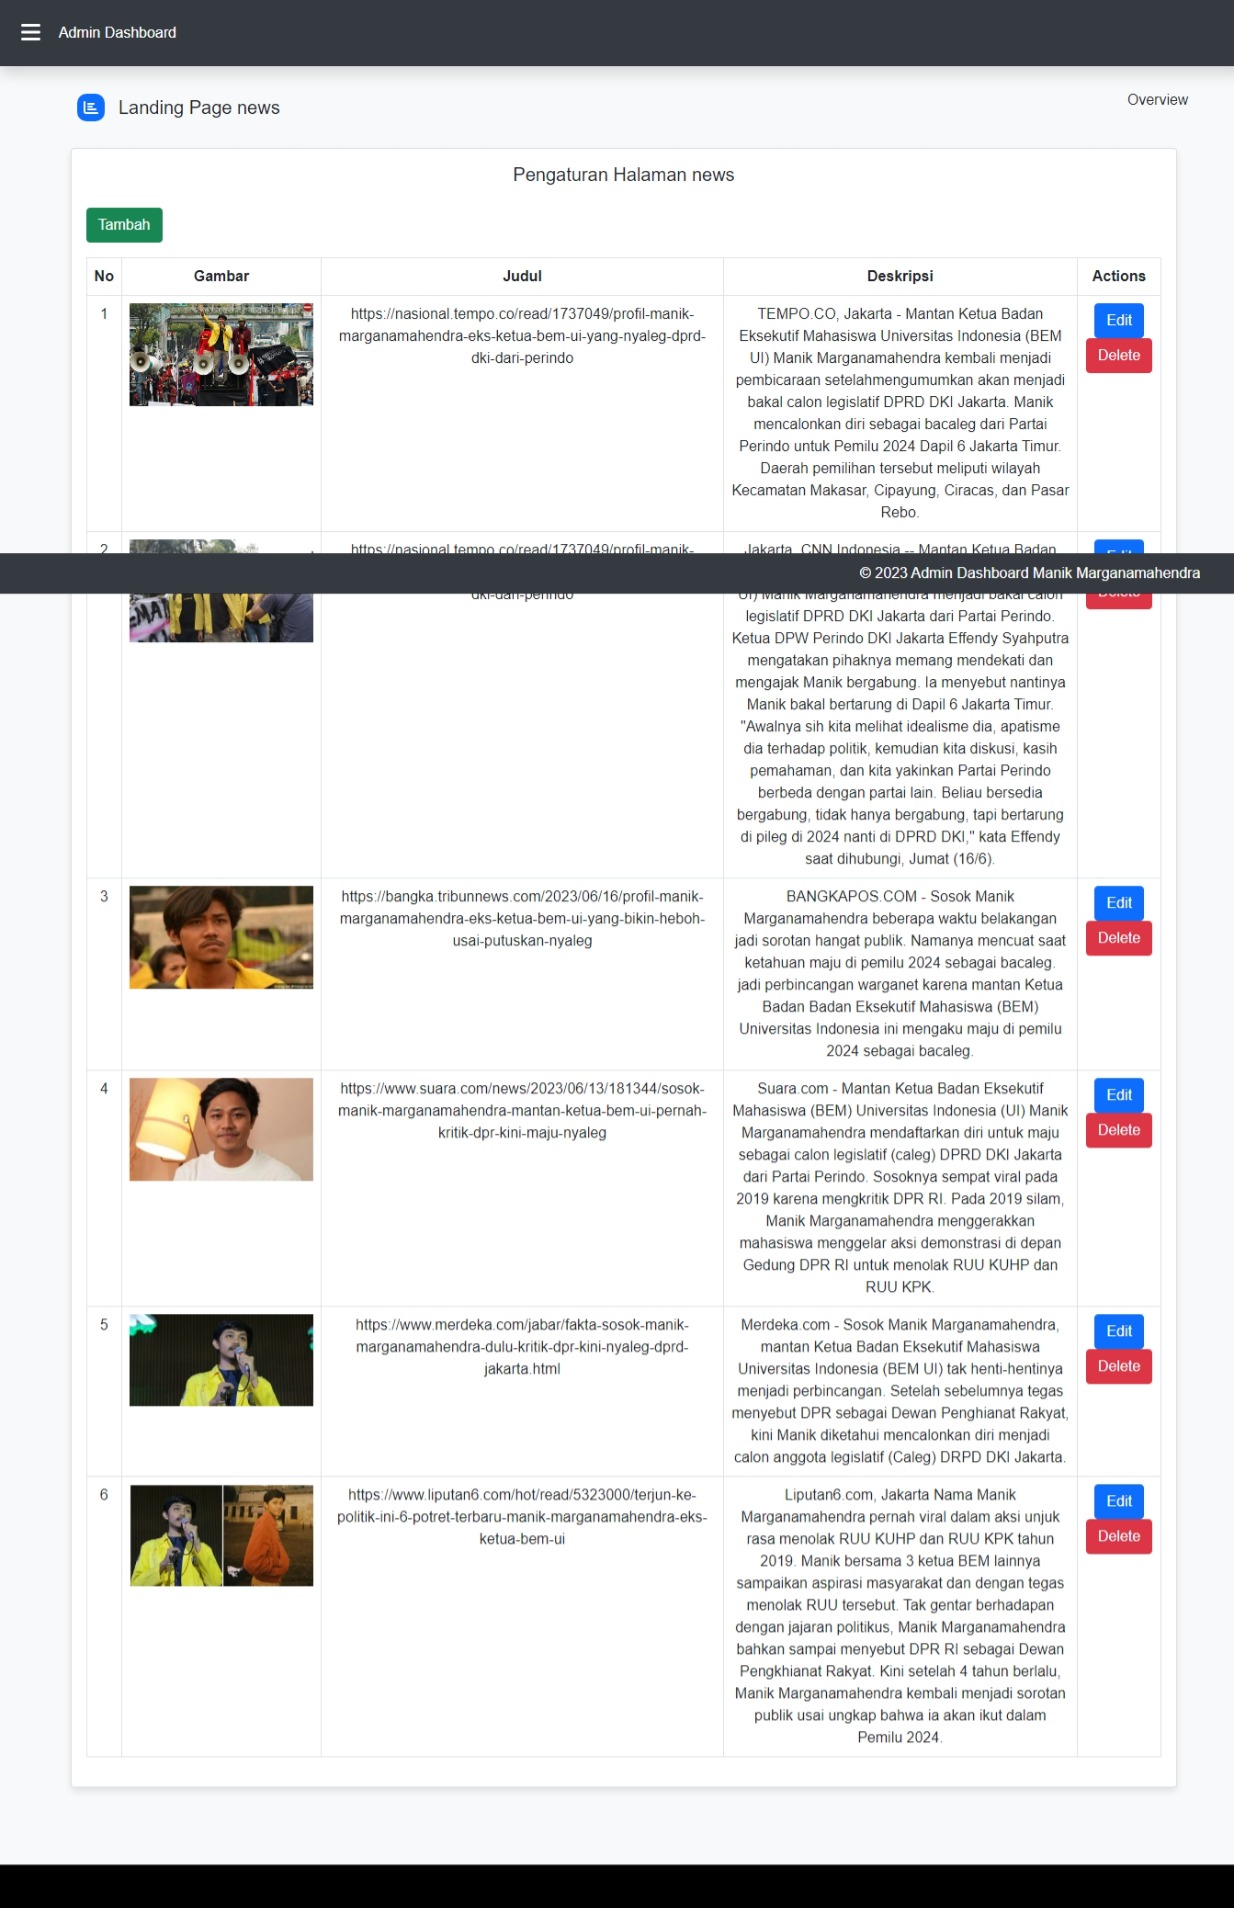 Admin Dashboard
Landing Page news
Overview
Pengaturan Halaman news
Tambah
No
Gambar
Judul
Deskripsi
Actions
1
https://nasional.tempo.co/read/1737049/profil-manik-
marganamahendra-eks-ketua-bem-ui-yang-nyaleg-dprd-
dki-dari-perindo
TEMPO.CO, Jakarta - Mantan Ketua Badan
Eksekutif Mahasiswa Universitas Indonesia (BEM
UI) Manik Marganamahendra kembali menjadi
pembicaraan setelahmengumumkan akan menjadi
bakal calon legislatif DPRD DKI Jakarta. Manik
mencalonkan diri sebagai bacaleg dari Partai
Perindo untuk Pemilu 2024 Dapil 6 Jakarta Timur.
Daerah pemilihan tersebut meliputi wilayah
Kecamatan Makasar, Cipayung, Ciracas, dan Pasar
Rebo.
Edit
Delete
2
https://nasional.tempo.co/read/1737049/profil-manik-
dki-dari-perindo
Jakarta, CNN Indonesia -- Mantan Ketua Badan
© 2023 Admin Dashboard Manik Marganamahendra
UI) Manik Marganamahendra menjadi bakal calon
legislatif DPRD DKI Jakarta dari Partai Perindo.
Ketua DPW Perindo DKI Jakarta Effendy Syahputra
mengatakan pihaknya memang mendekati dan
mengajak Manik bergabung. Ia menyebut nantinya
Manik bakal bertarung di Dapil 6 Jakarta Timur.
"Awalnya sih kita melihat idealisme dia, apatisme
dia terhadap politik, kemudian kita diskusi, kasih
pemahaman, dan kita yakinkan Partai Perindo
berbeda dengan partai lain. Beliau bersedia
bergabung, tidak hanya bergabung, tapi bertarung
di pileg di 2024 nanti di DPRD DKI," kata Effendy
saat dihubungi, Jumat (16/6).
Edit
Delete
3
https://bangka.tribunnews.com/2023/06/16/profil-manik-
marganamahendra-eks-ketua-bem-ui-yang-bikin-heboh-
usai-putuskan-nyaleg
BANGKAPOS.COM - Sosok Manik
Marganamahendra beberapa waktu belakangan
jadi sorotan hangat publik. Namanya mencuat saat
ketahuan maju di pemilu 2024 sebagai bacaleg.
jadi perbincangan warganet karena mantan Ketua
Badan Badan Eksekutif Mahasiswa (BEM)
Universitas Indonesia ini mengaku maju di pemilu
2024 sebagai bacaleg.
Edit
Delete
4
https://www.suara.com/news/2023/06/13/181344/sosok-
manik-marganamahendra-mantan-ketua-bem-ui-pernah-
kritik-dpr-kini-maju-nyaleg
Suara.com - Mantan Ketua Badan Eksekutif
Mahasiswa (BEM) Universitas Indonesia (UI) Manik
Marganamahendra mendaftarkan diri untuk maju
sebagai calon legislatif (caleg) DPRD DKI Jakarta
dari Partai Perindo. Sosoknya sempat viral pada
2019 karena mengkritik DPR RI. Pada 2019 silam,
Manik Marganamahendra menggerakkan
mahasiswa menggelar aksi demonstrasi di depan
Gedung DPR RI untuk menolak RUU KUHP dan
RUU KPK.
Edit
Delete
5
https://www.merdeka.com/jabar/fakta-sosok-manik-
marganamahendra-dulu-kritik-dpr-kini-nyaleg-dprd-
jakarta.html
Merdeka.com - Sosok Manik Marganamahendra,
mantan Ketua Badan Eksekutif Mahasiswa
Universitas Indonesia (BEM UI) tak henti-hentinya
menjadi perbincangan. Setelah sebelumnya tegas
menyebut DPR sebagai Dewan Penghianat Rakyat,
kini Manik diketahui mencalonkan diri menjadi
calon anggota legislatif (Caleg) DRPD DKI Jakarta.
Edit
Delete
6
https://www.liputan6.com/hot/read/5323000/terjun-ke-
politik-ini-6-potret-terbaru-manik-marganamahendra-eks-
ketua-bem-ui
Liputan6.com, Jakarta Nama Manik
Marganamahendra pernah viral dalam aksi unjuk
rasa menolak RUU KUHP dan RUU KPK tahun
2019. Manik bersama 3 ketua BEM lainnya
sampaikan aspirasi masyarakat dan dengan tegas
menolak RUU tersebut. Tak gentar berhadapan
dengan jajaran politikus, Manik Marganamahendra
bahkan sampai menyebut DPR RI sebagai Dewan
Pengkhianat Rakyat. Kini setelah 4 tahun berlalu,
Manik Marganamahendra kembali menjadi sorotan
publik usai ungkap bahwa ia akan ikut dalam
Pemilu 2024.
Edit
Delete